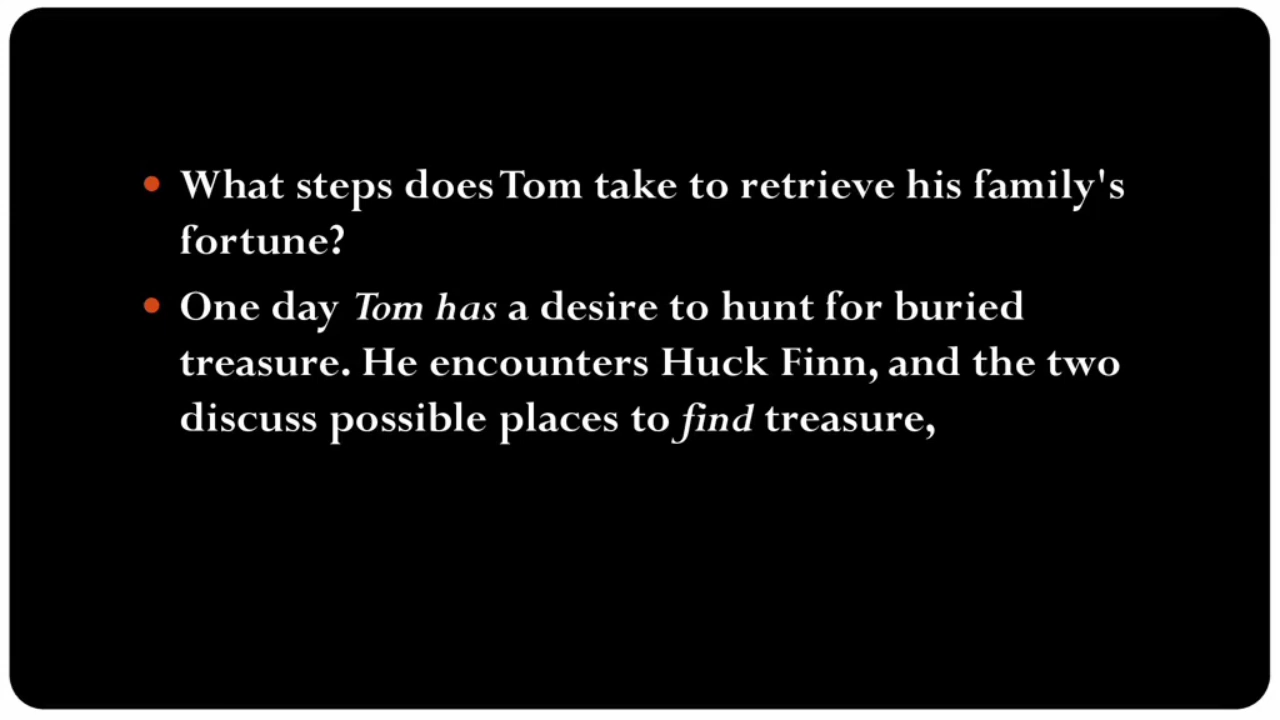 • What steps does Tom take to retrieve his family's
fortune?
• One day Tom has a desire to hunt for buried
treasure. He encounters Huck Finn, and the two
discuss possible places to find treasure,